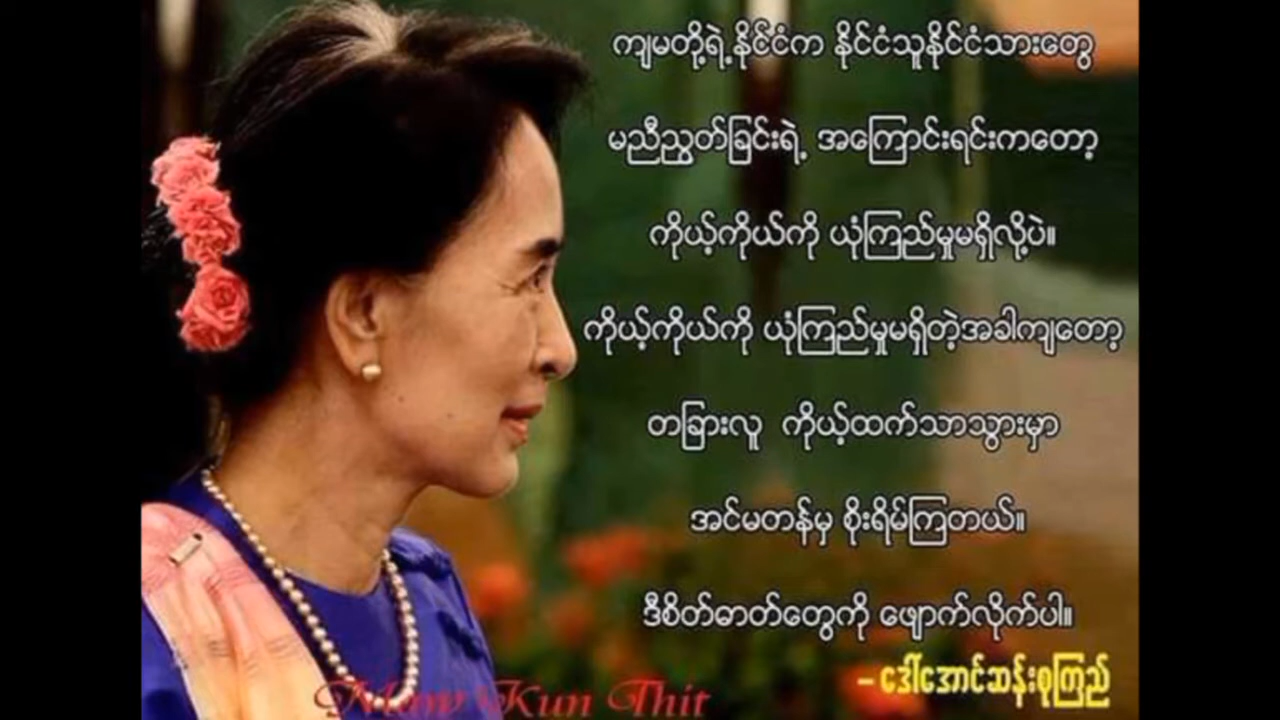 ကျမတို့ရဲ့နိုင်ငံက နိုင်ငံသူနိုင်ငံသားတွေ
မညီညွတ်ခြင်းရဲ့ အကြောင်းရင်းကတော့
ကိုယ့်ကိုယ်ကို ယုံကြည်မှုမရှိလို့ပဲ။
ကိုယ့်ကိုယ်ကို ယုံကြည်မှုမရှိတဲ့အခါကျတော့
တခြားလူ ကိုယ့်ထက်သာသွားမှာ
အင်မတန်မှ စိုးရိမ်ကြတယ်။
ဒီစိတ်ဓာတ်တွေကို ဖျောက်လိုက်ပါ။
– ဒေါ်အောင်ဆန်းစုကြည်
Maw Kun Thit